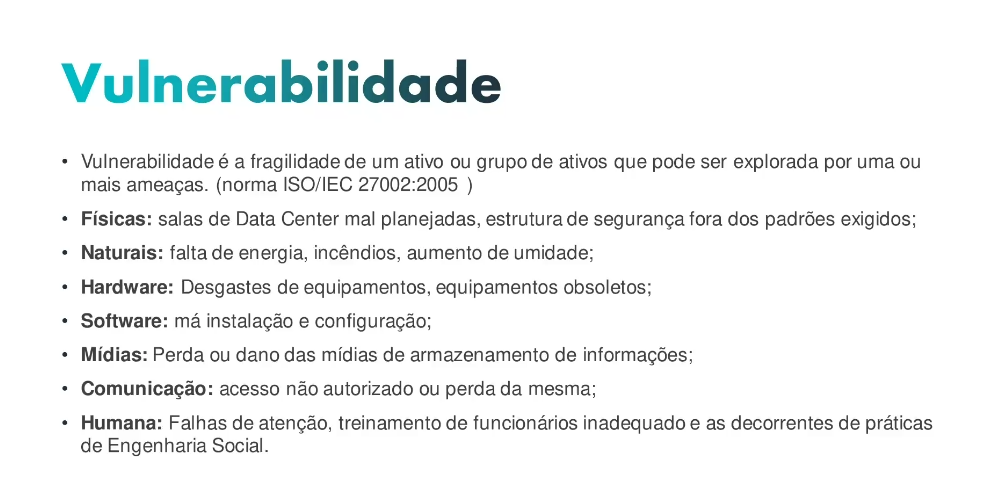 Vulnerabilidade
• Vulnerabilidade é a fragilidade de um ativo ou grupo de ativos que pode ser explorada por uma ou
mais ameaças. (norma ISO/IEC 27002:2005 )
• Físicas: salas de Data Center mal planejadas, estrutura de segurança fora dos padrões exigidos;
• Naturais: falta de energia, incêndios, aumento de umidade;
• Hardware: Desgastes de equipamentos, equipamentos obsoletos;
• Software: má instalação e configuração;
• Mídias: Perda ou dano das mídias de armazenamento de informações;
• Comunicação: acesso não autorizado ou perda da mesma;
• Humana: Falhas de atenção, treinamento de funcionários inadequado e as decorrentes de práticas
de Engenharia Social.